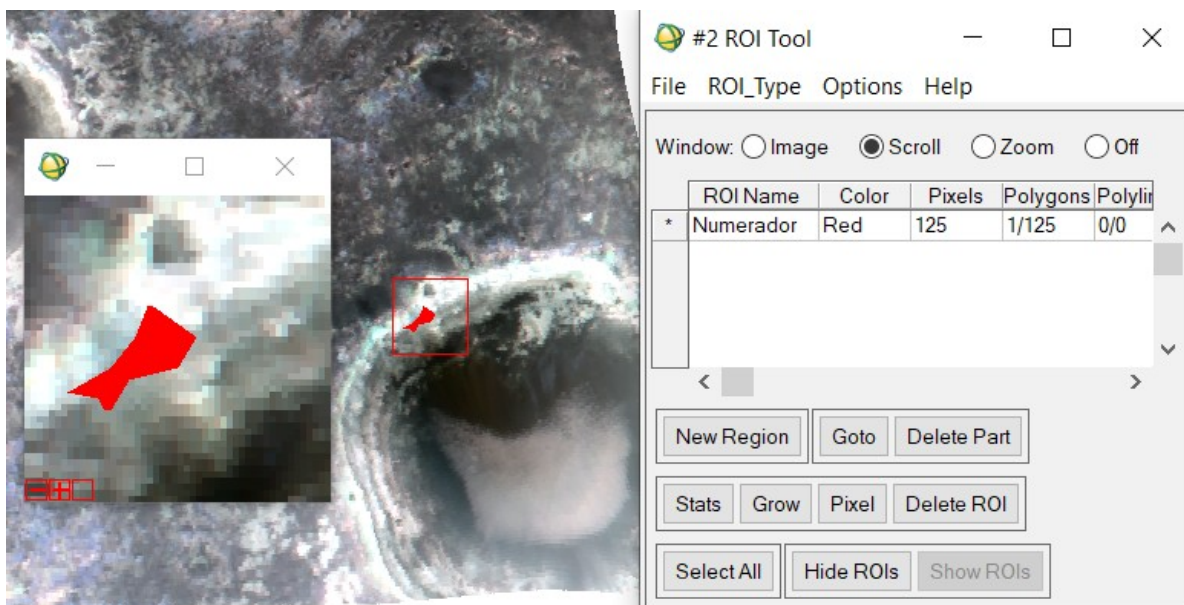 #2 ROI Tool
File ROI_Type Options Help
Window: Image Scroll Zoom Off
ROI Name Color Pixels Polygons Polylir
* Numerador Red 125 1/125 0/0
New Region Goto Delete Part
Stats Grow Pixel Delete ROI
Select All Hide ROIs Show ROIs